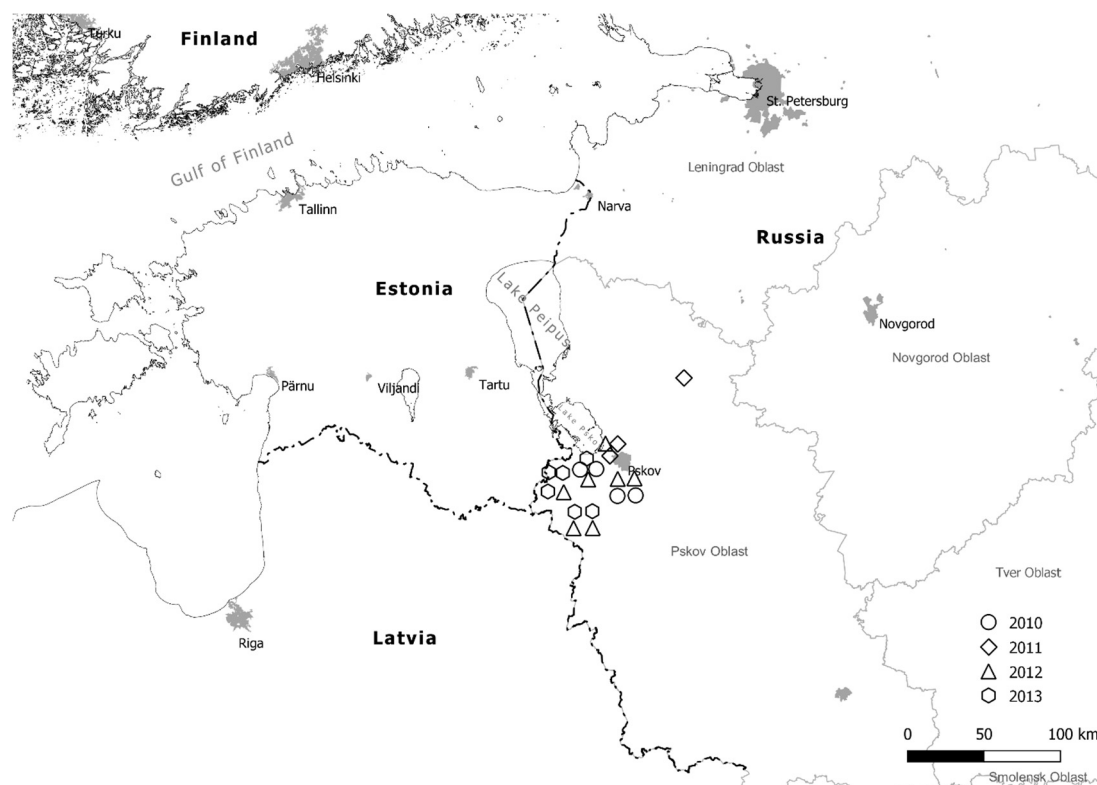 Turku
Finland
Helsinki
St. Petersburg
Gulf of Finland
Leningrad Oblast
Tallinn
Narva
Russia
Estonia
Lake Peipus
Novgorod
Novgorod Oblast
Pärnu
Viljandi
Tartu
Lake Psko
Pskov
Pskov Oblast
Tver Oblast
Riga
Latvia
2010
2011
2012
2013
0 50 100 km
Smolensk Oblast